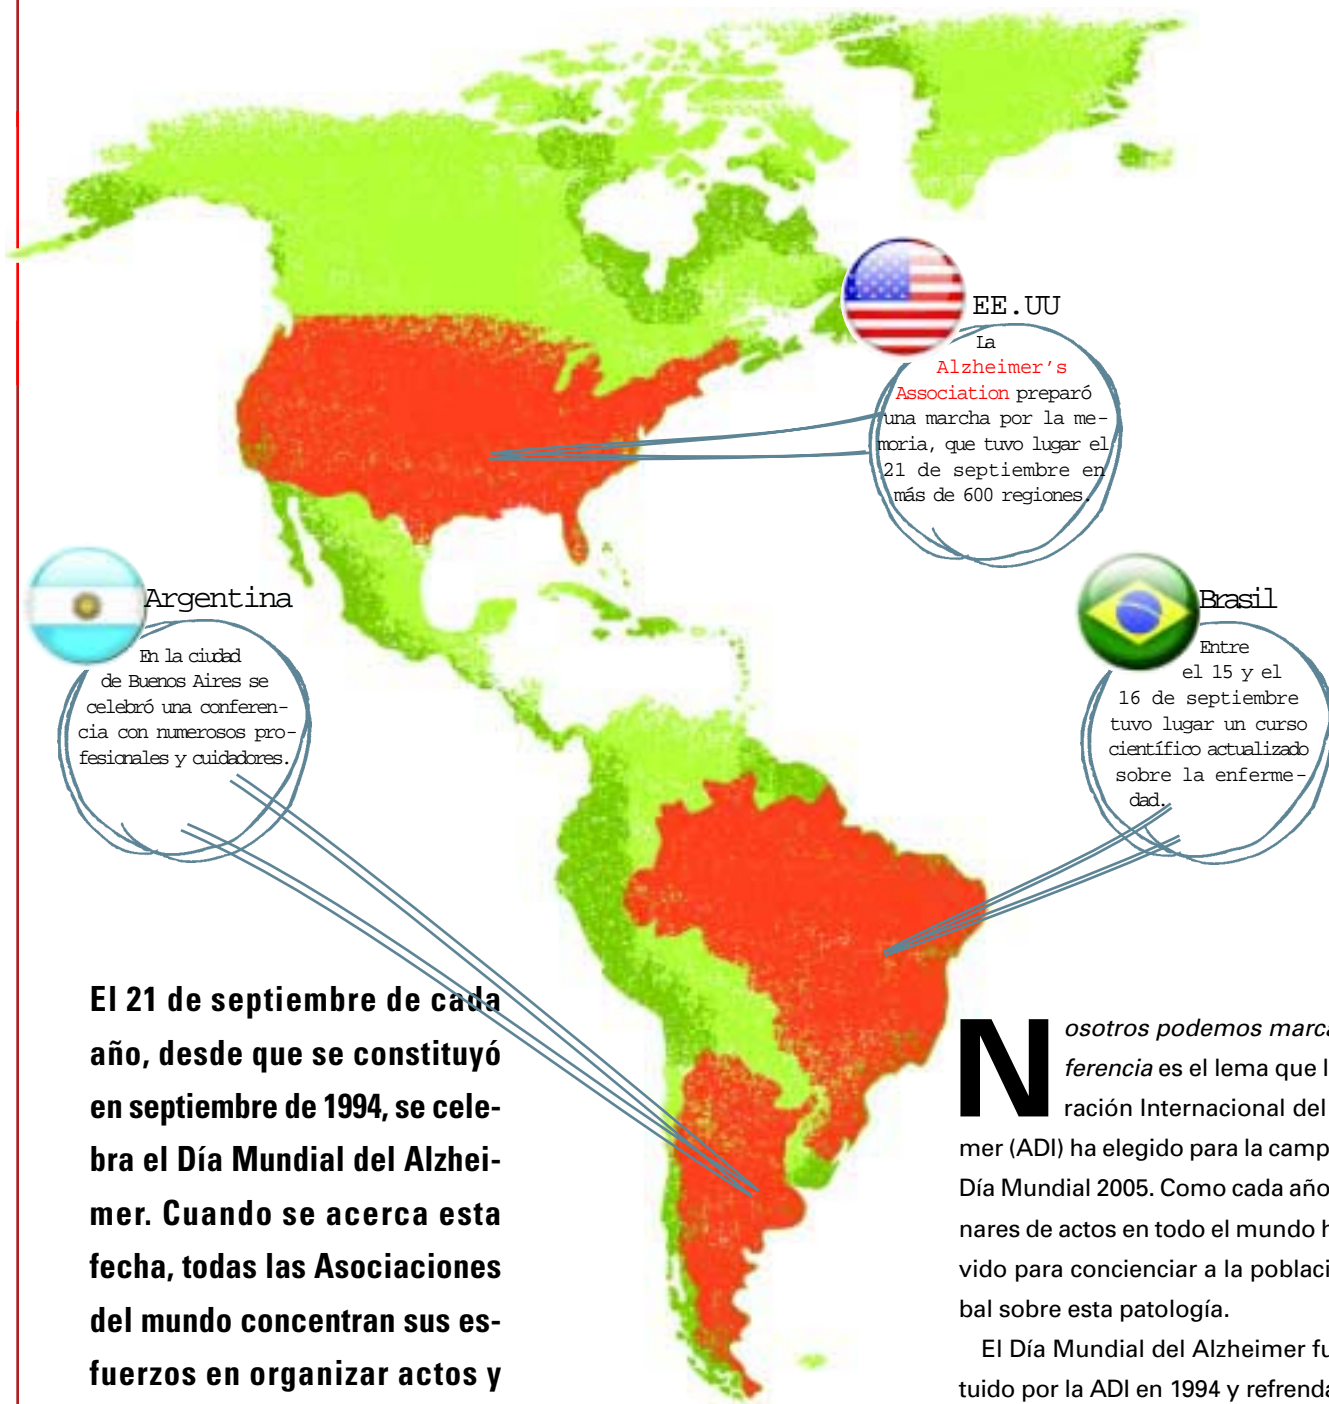 EE.UU
La
Alzheimer's
Association preparó
una marcha por la me-
moria, que tuvo lugar el
21 de septiembre en
más de 600 regiones.
Argentina
En la ciudad
de Buenos Aires se
celebró una conferen-
cia con numerosos pro-
fesionales y cuidadores.
Brasil
Entre
el 15 y el
16 de septiembre
tuvo lugar un curso
científico actualizado
sobre la enferme-
dad.
El 21 de septiembre de cada
año, desde que se constituyó
en septiembre de 1994, se cele-
bra el Día Mundial del Alzhei-
mer. Cuando se acerca esta
fecha, todas las Asociaciones
del mundo concentran sus es-
fuerzos en organizar actos y
Nosotros podemos marca
ferencia es el lema que l
ración Internacional del
mer (ADI) ha elegido para la camp
Día Mundial 2005. Como cada año
nares de actos en todo el mundo h
vido para concienciar a la poblaci
bal sobre esta patología.
El Día Mundial del Alzheimer fu
tuido por la ADI en 1994 y refrenda